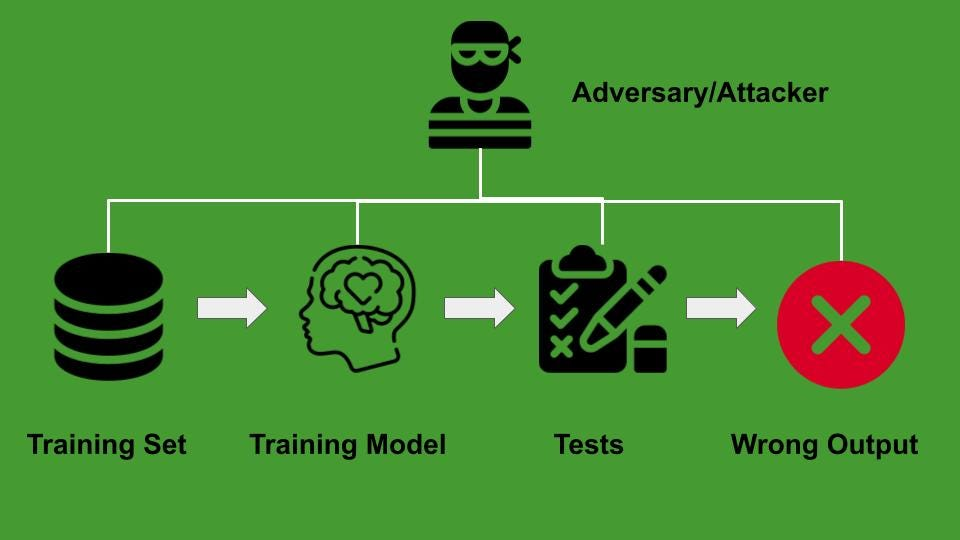 Adversary/Attacker
Training Set
Training Model
Tests
Wrong Output